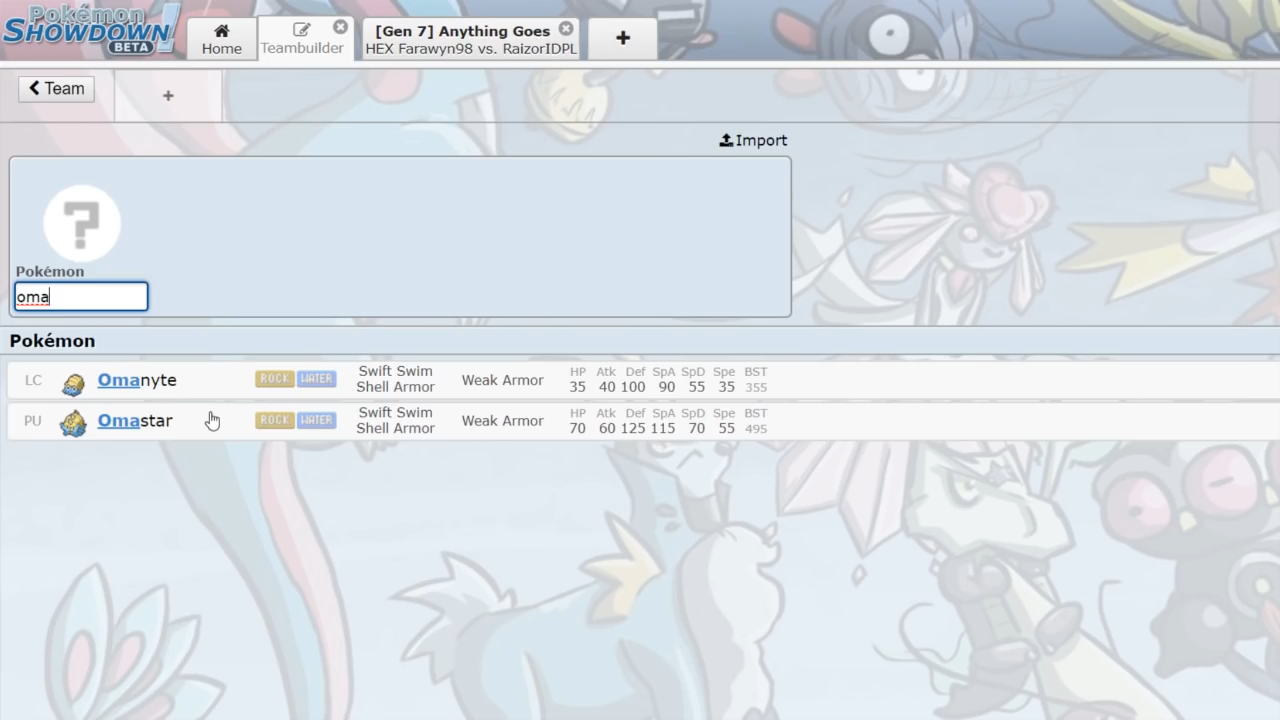 Pokémon
SHOWDOWN!
BETA
Home
Teambuilder
[Gen 7] Anything Goes
HEX Farawyn98 vs. RaizorIDPL
+
Team
+
Import
?
Pokémon
oma
Pokémon
LC Omanyte ROCK WATER Swift Swim Shell Armor Weak Armor HP 35 Atk 40 Def 100 SpA 90 SpD 55 Spe 35 BST 355
PU Omastar ROCK WATER Swift Swim Shell Armor Weak Armor HP 70 Atk 60 Def 125 SpA 115 SpD 70 Spe 55 BST 495